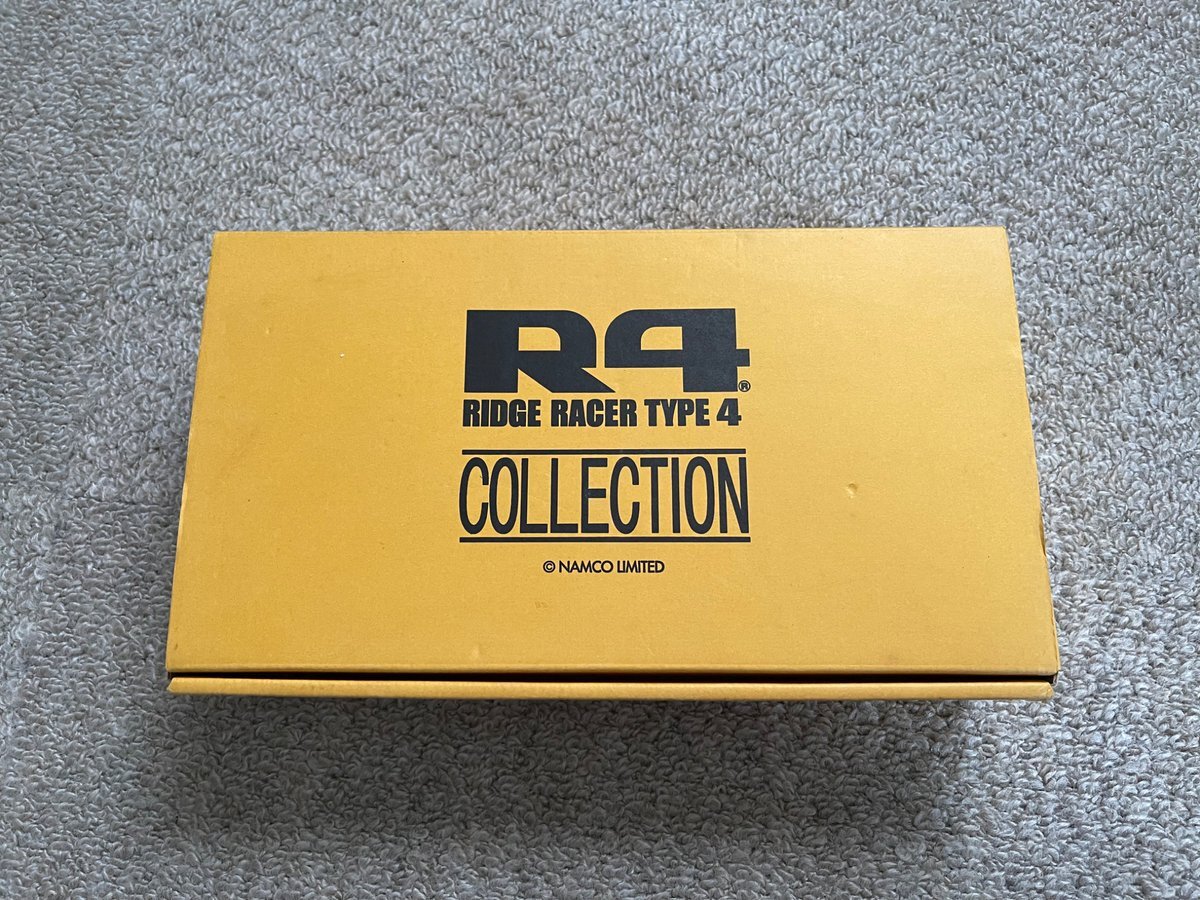 R4®
RIDGE RACER TYPE 4
COLLECTION
© NAMCO LIMITED